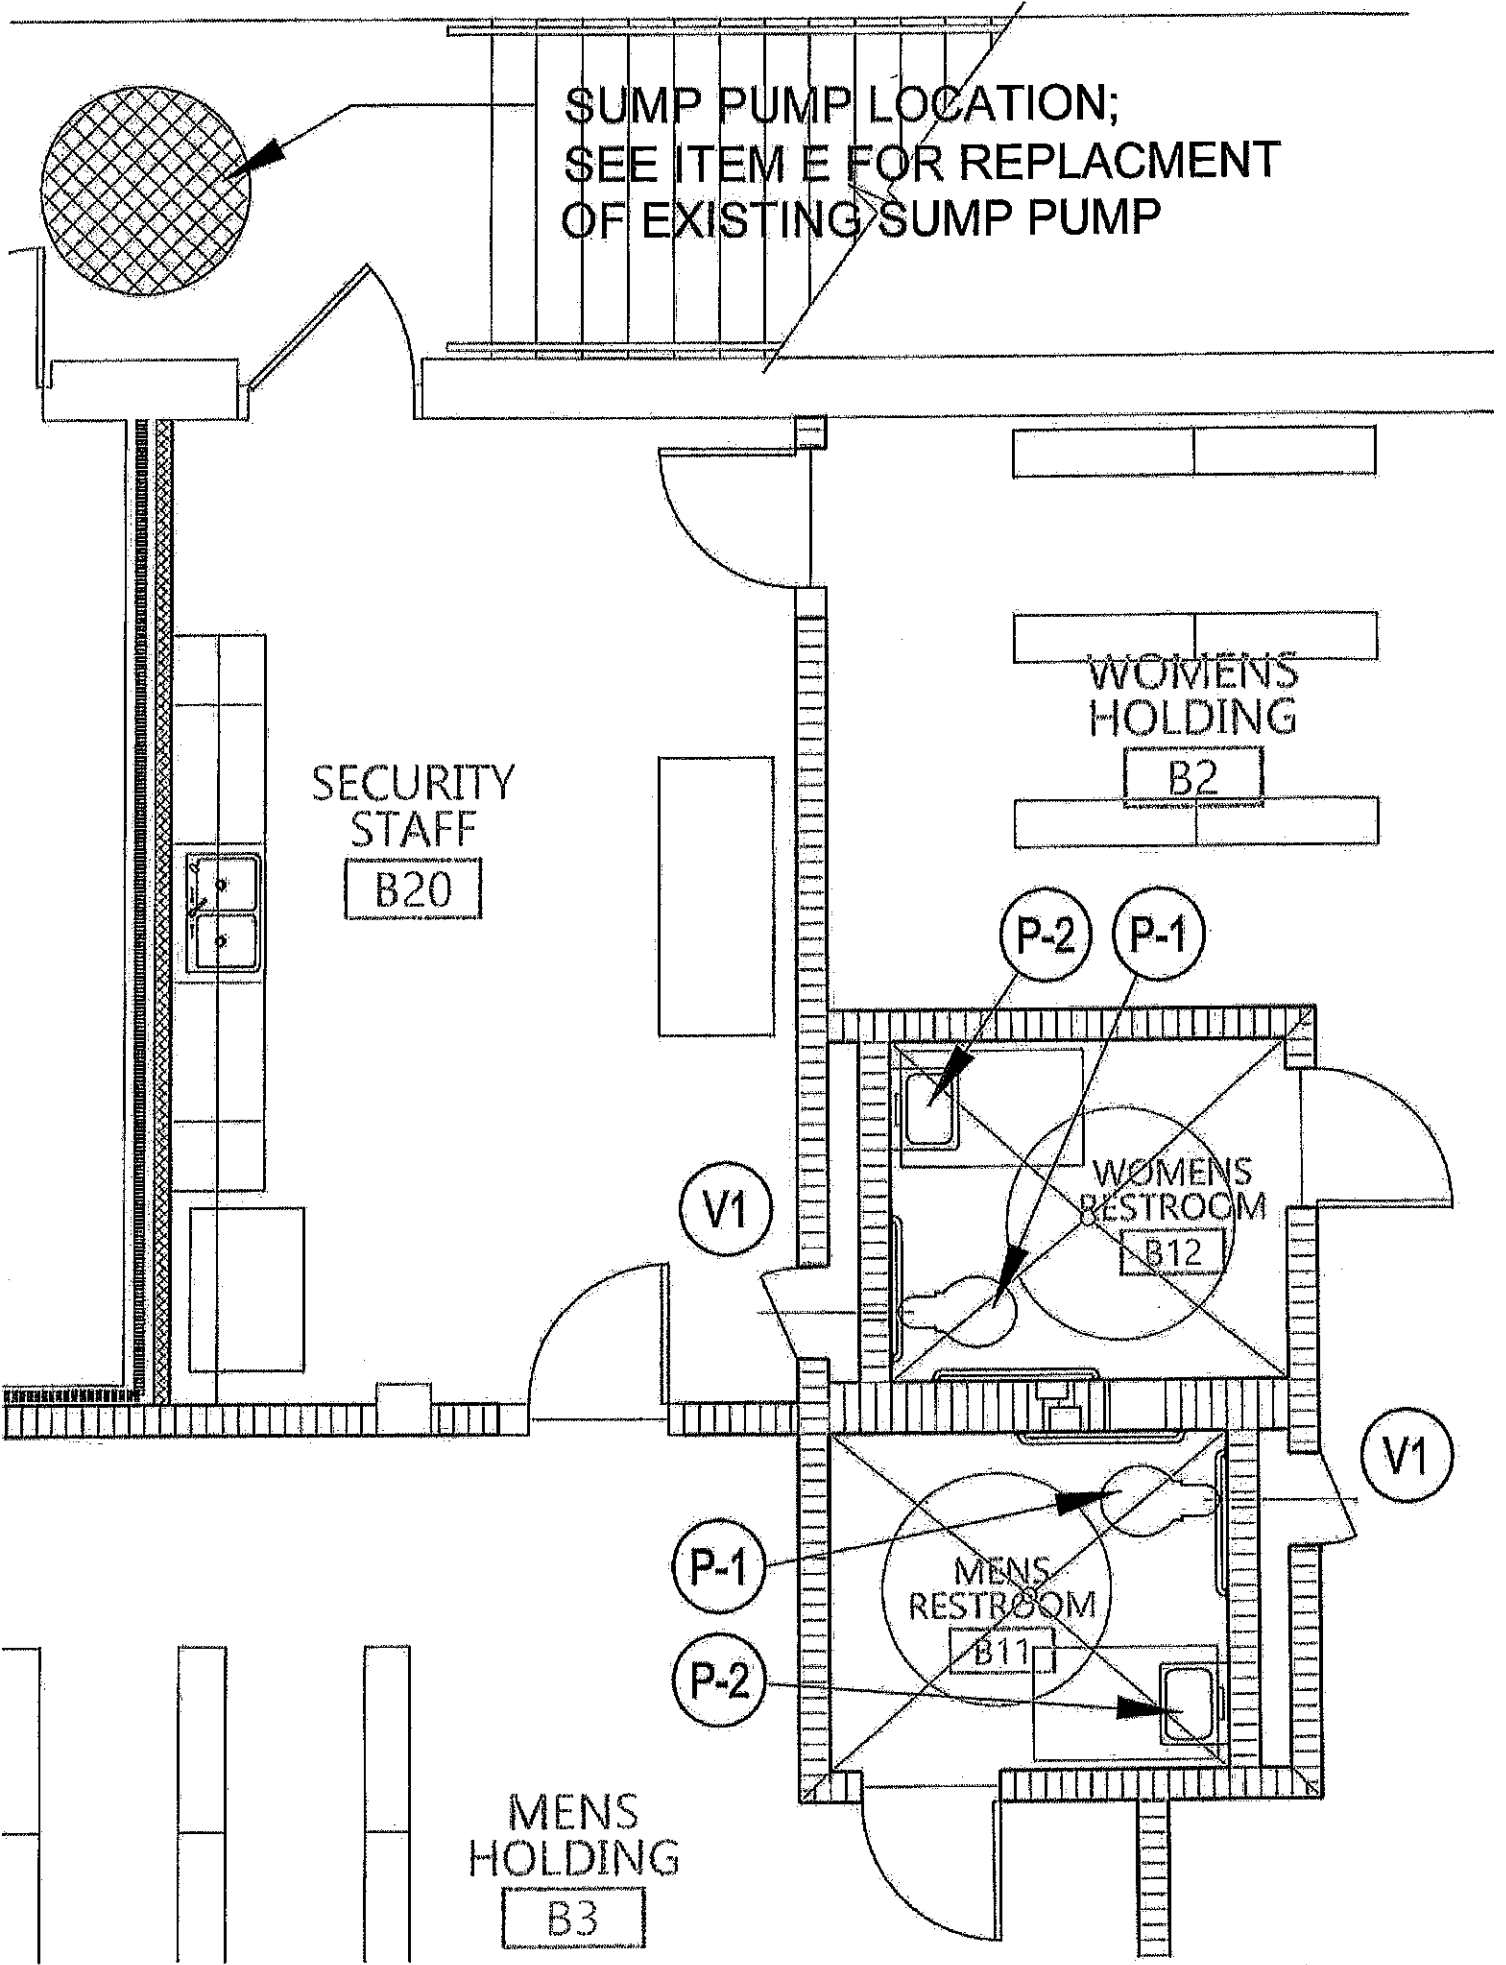 SUMP PUMP LOCATION;
SEE ITEM E FOR REPLACMENT
OF EXISTING SUMP PUMP
WOMENS
HOLDING
B2
SECURITY
STAFF
B20
P-2
P-1
WOMENS
RESTROOM
B12
V1
V1
P-1
MENS
RESTROOM
B11
P-2
MENS
HOLDING
B3